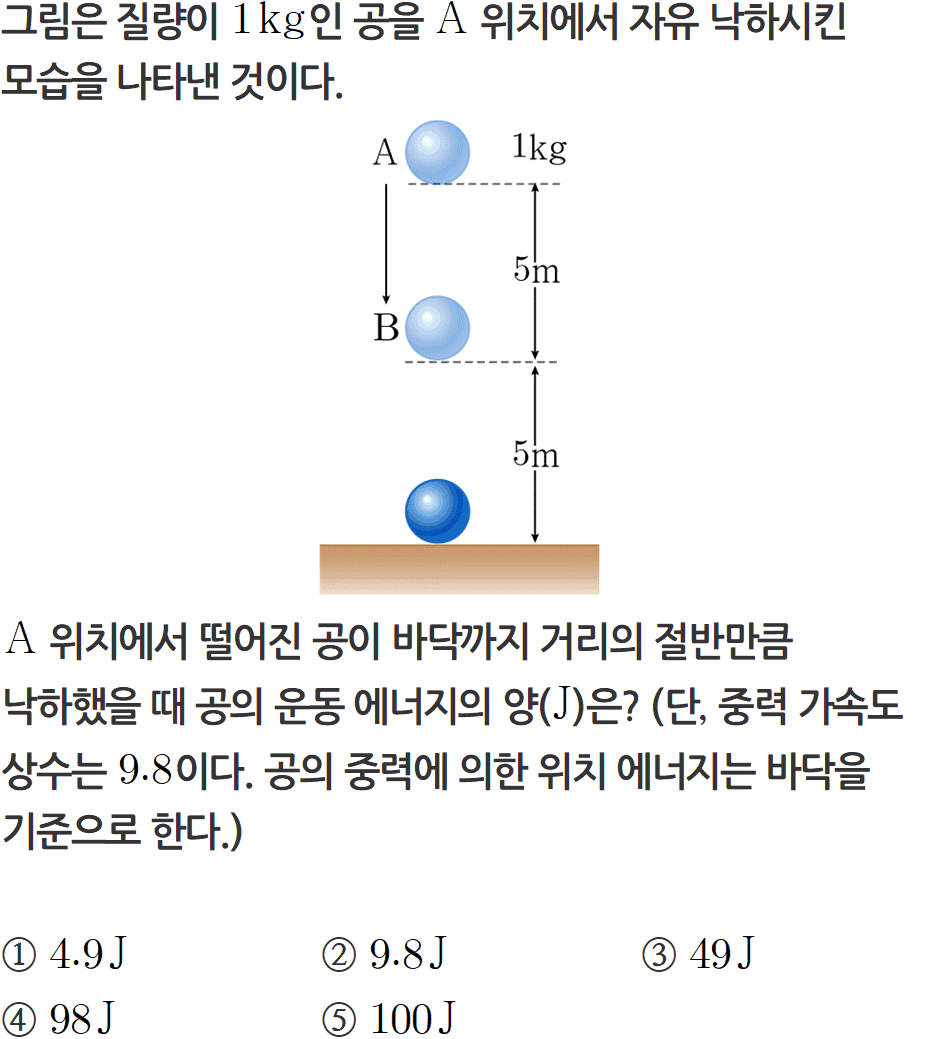 그림은 질량이 1kg인 공을 A 위치에서 자유 낙하시킨
모습을 나타낸 것이다.
A 1kg
5m
B
5m
A 위치에서 떨어진 공이 바닥까지 거리의 절반만큼
낙하했을 때 공의 운동 에너지의 양(J)은? (단, 중력 가속도
상수는 9.8이다. 공의 중력에 의한 위치 에너지는 바닥을
기준으로 한다.)
① 4.9J ② 9.8J ③ 49J
④ 98J ⑤ 100J